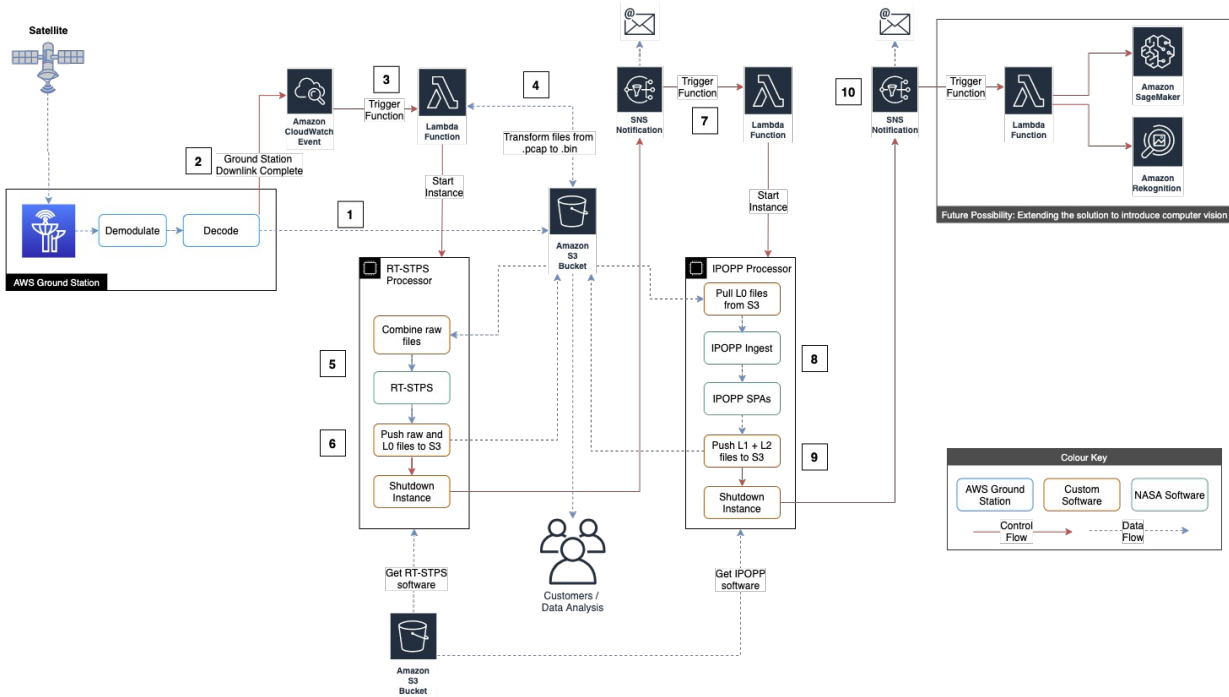 Satellite
2
Ground Station
Downlink Complete
Amazon
CloudWatch
Event
3
Trigger
Function
Lambda
Function
4
Transform files from
.pcap to .bin
Start
Instance
@
SNS
Notification
Trigger
Function
7
Lambda
Function
Start
Instance
@
10
SNS
Notification
Trigger
Function
Lambda
Function
Amazon
SageMaker
Amazon
Rekognition
Future Possibility: Extending the solution to introduce computer vision
Demodulate
Decode
AWS Ground Station
1
Amazon
S3
Bucket
RT-STPS
Processor
Combine raw
files
5
RT-STPS
6
Push raw and
L0 files to S3
Shutdown
Instance
IPOPP Processor
Pull L0 files
from S3
IPOPP Ingest
8
IPOPP SPAs
Push L1 + L2
files to S3
9
Shutdown
Instance
Customers /
Data Analysis
Get RT-STPS
software
Get IPOPP
software
Amazon
S3
Bucket
Colour Key
AWS Ground
Station
Custom
Software
NASA Software
Control
Flow
Data
Flow